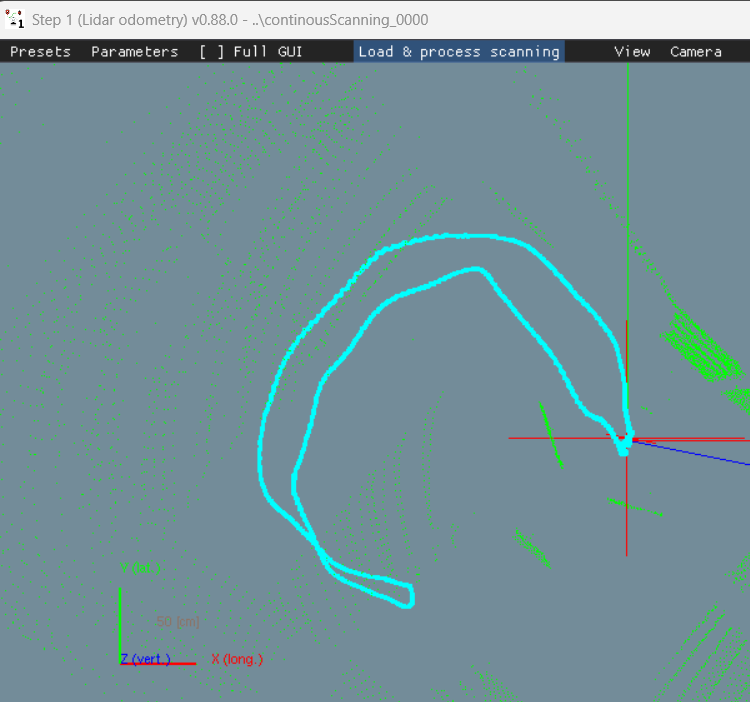 Step 1 (Lidar odometry) v0.88.0 - ..\continousScanning_0000
Presets Parameters [ ] Full GUI Load & process scanning View Camera
Y (lat.)
50 [cm]
Z (vert.) X (long.)